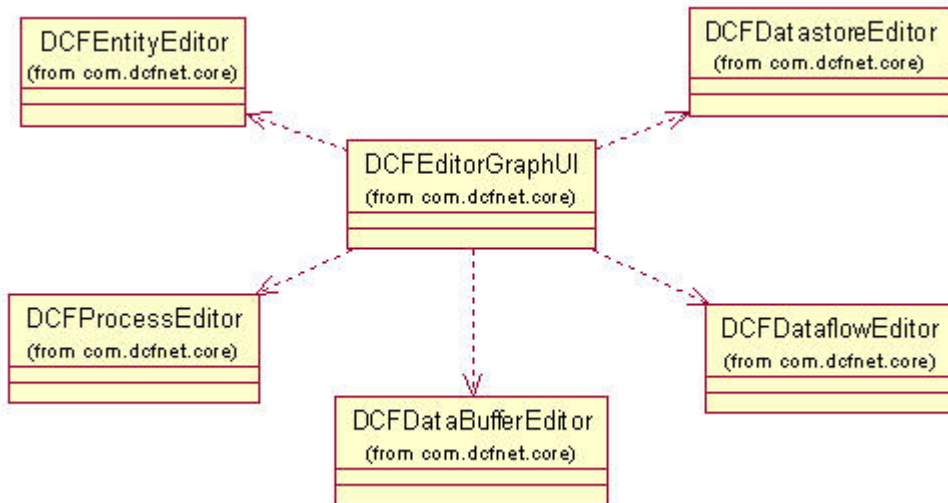 DCFEntityEditor
(from com.dcfnet.core)
DCFDatastoreEditor
(from com.dcfnet.core)
DCFEditorGraphUI
(from com.dcfnet.core)
DCFProcessEditor
(from com.dcfnet.core)
DCFDataflowEditor
(from com.dcfnet.core)
DCFDataBufferEditor
(from com.dcfnet.core)